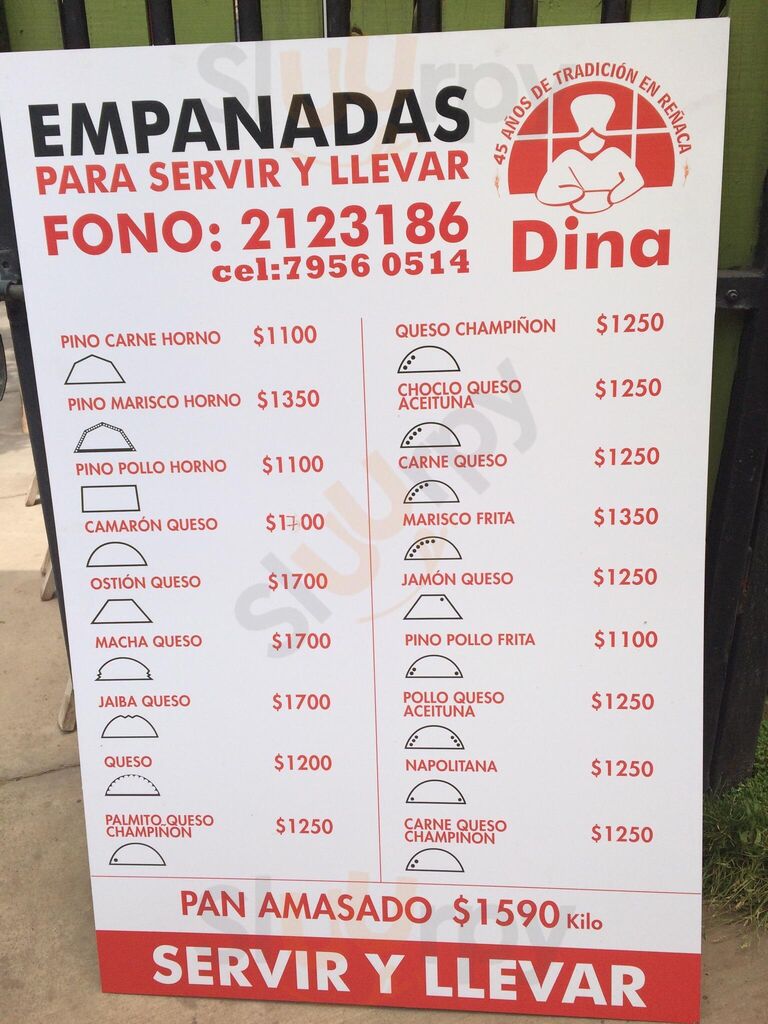 EMPANADAS
PARA SERVIR Y LLEVAR
FONO: 2123186
cel:7956 0514
45 AÑOS DE TRADICIÓN EN REÑACA
Dina
PINO CARNE HORNO $1100
PINO MARISCO HORNO $1350
PINO POLLO HORNO $1100
CAMARÓN QUESO $1700
OSTIÓN QUESO $1700
MACHA QUESO $1700
JAIBA QUESO $1700
QUESO $1200
PALMITO QUESO
CHAMPIÑON $1250
QUESO CHAMPIÑON $1250
CHOCLO QUESO
ACEITUNA $1250
CARNE QUESO $1250
MARISCO FRITA $1350
JAMÓN QUESO $1250
PINO POLLO FRITA $1100
POLLO QUESO
ACEITUNA $1250
NAPOLITANA $1250
CARNE QUESO
CHAMPIÑON $1250
PAN AMASADO $1590 Kilo
SERVIR Y LLEVAR
sluurpy
sluurpy
sluurpy